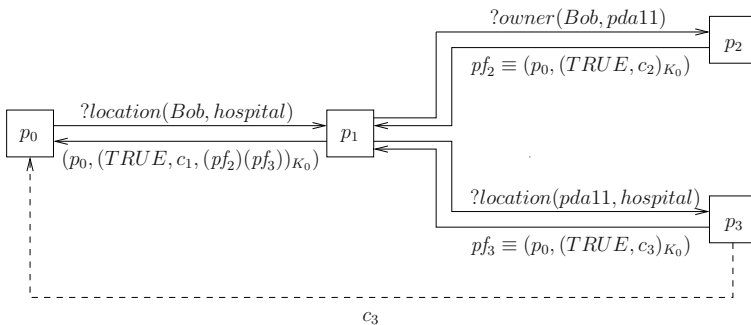 ?owner(Bob, pda11)
p₂
pf₂ ≡ (p₀, (TRUE, c₂)K₀)
?location(Bob, hospital)
p₀
p₁
(p₀, (TRUE, c₁, (pf₂)(pf₃))K₀)
?location(pda11, hospital)
p₃
pf₃ ≡ (p₀, (TRUE, c₃)K₀)
c₃